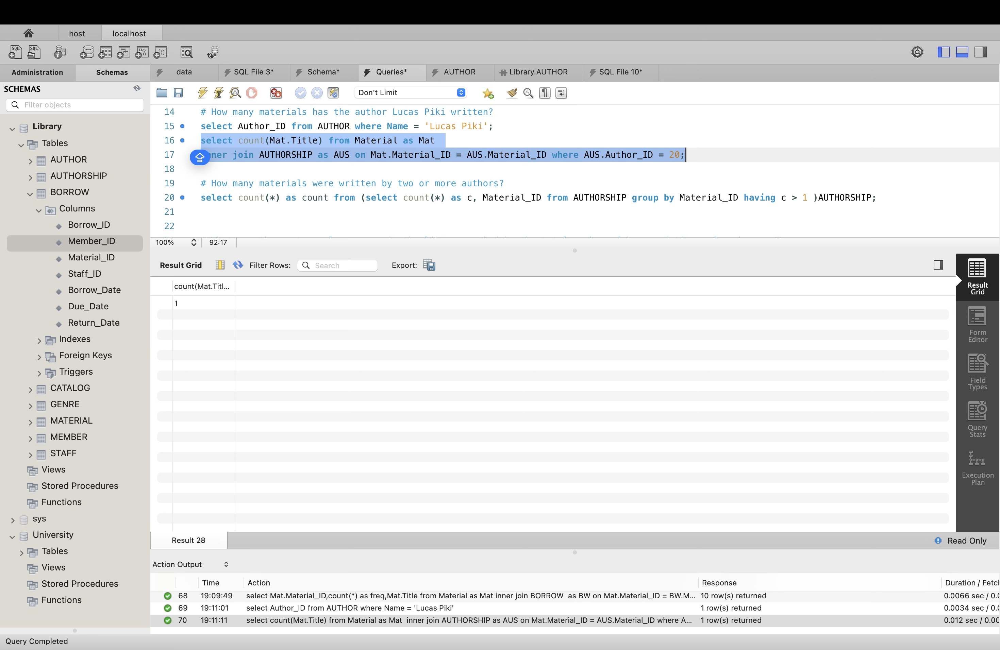 host
localhost
Administration
Schemas
data
SQL File 3*
Schema*
Queries*
AUTHOR
Library.AUTHOR
SQL File 10*
SCHEMAS
Filter objects
Don't Limit
Library
Tables
AUTHOR
AUTHORSHIP
BORROW
Columns
Borrow_ID
Member_ID
Material_ID
Staff_ID
Borrow_Date
Due_Date
Return_Date
Indexes
Foreign Keys
Triggers
CATALOG
GENRE
MATERIAL
MEMBER
STAFF
Views
Stored Procedures
Functions
sys
University
Tables
Views
Stored Procedures
Functions
14 # How many materials has the author Lucas Piki written?
15 select Author_ID from AUTHOR where Name = 'Lucas Piki';
16 select count(Mat.Title) from Material as Mat
17 ner join AUTHORSHIP as AUS on Mat.Material_ID = AUS.Material_ID where AUS.Author_ID = 20;
18
19 # How many materials were written by two or more authors?
20 select count(*) as count from (select count(*) as c, Material_ID from AUTHORSHIP group by Material_ID having c > 1 )AUTHORSHIP;
21
22
100% 92:17
Result Grid Filter Rows: Search Export:
count(Mat.Titl...
1
Result Grid
Form Editor
Field Types
Query Stats
Execution Plan
Result 28
Read Only
Action Output
Time Action Response Duration / Fetch
68 19:09:49 select Mat.Material_ID,count(*) as freq,Mat.Title from Material as Mat inner join BORROW as BW on Mat.Material_ID = BW.M... 10 row(s) returned 0.0066 sec / 0.0
69 19:11:01 select Author_ID from AUTHOR where Name = 'Lucas Piki' 1 row(s) returned 0.0034 sec / 0.0
70 19:11:11 select count(Mat.Title) from Material as Mat inner join AUTHORSHIP as AUS on Mat.Material_ID = AUS.Material_ID where A... 1 row(s) returned 0.012 sec / 0.00
Query Completed